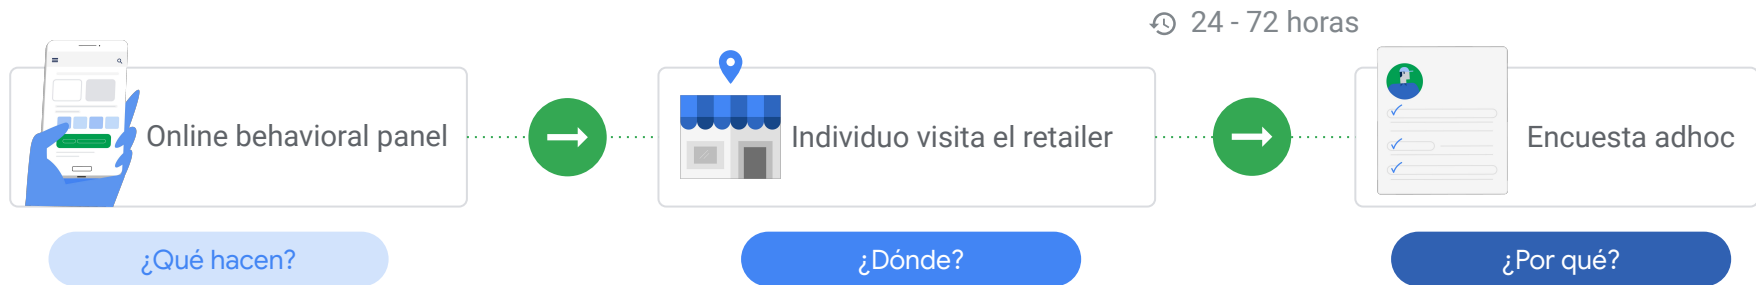 24 - 72 horas
Online behavioral panel
Individuo visita el retailer
Encuesta adhoc
¿Qué hacen?
¿Dónde?
¿Por qué?